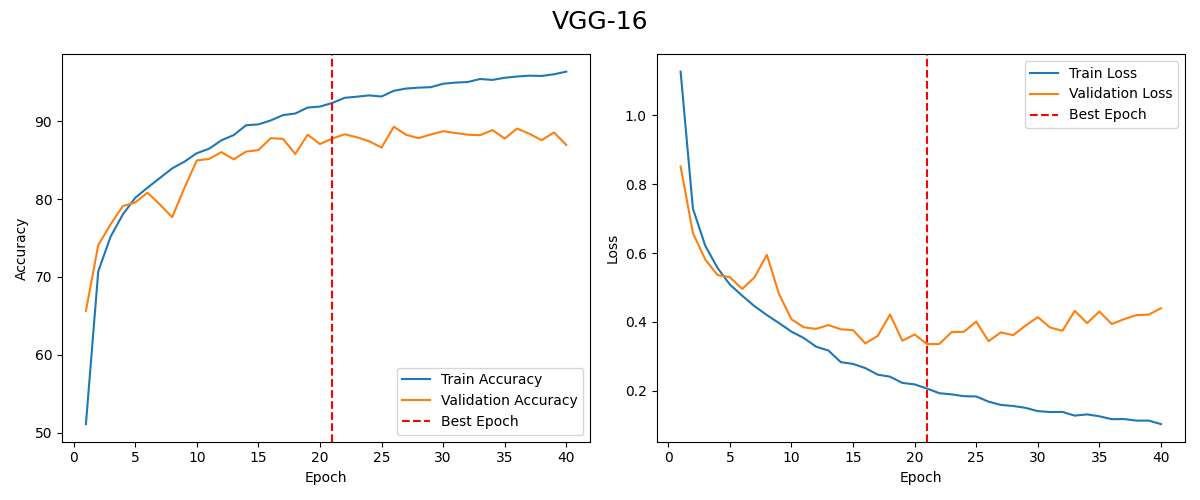 VGG-16
Accuracy
90
80
70
60
50
0 5 10 15 20 25 30 35 40
Epoch
Train Accuracy
Validation Accuracy
Best Epoch
Loss
1.0
0.8
0.6
0.4
0.2
0 5 10 15 20 25 30 35 40
Epoch
Train Loss
Validation Loss
Best Epoch